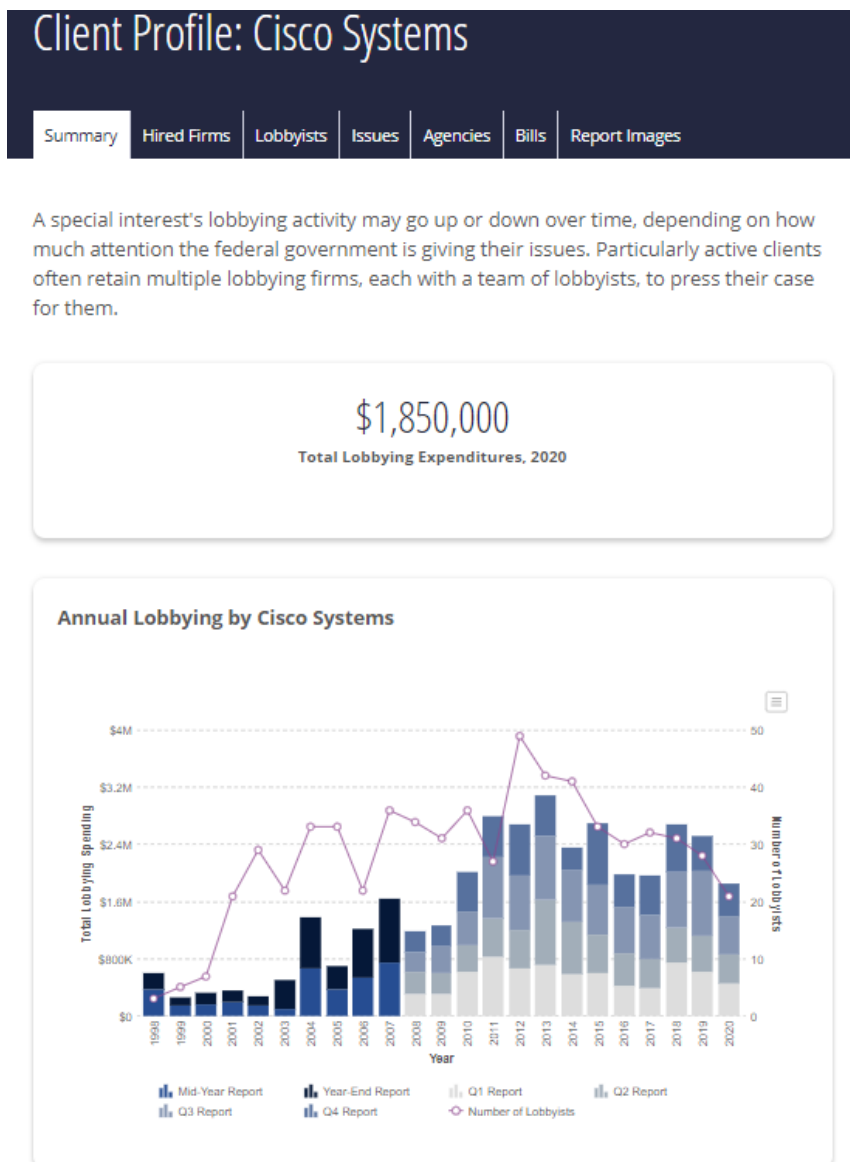 Client Profile: Cisco Systems
Summary Hired Firms Lobbyists Issues Agencies Bills Report Images
A special interest's lobbying activity may go up or down over time, depending on how
much attention the federal government is giving their issues. Particularly active clients
often retain multiple lobbying firms, each with a team of lobbyists, to press their case
for them.
$1,850,000
Total Lobbying Expenditures, 2020
Annual Lobbying by Cisco Systems
Total Lobbying Spending
$4M
$3.2M
$2.4M
$1.6M
$800K
$0
50
40
30
20
10
0
Number of Lobbyists
1998 1999 2000 2001 2002 2003 2004 2005 2006 2007 2008 2009 2010 2011 2012 2013 2014 2015 2016 2017 2018 2019 2020
Year
Mid-Year Report Year-End Report Q1 Report Q2 Report
Q3 Report Q4 Report Number of Lobbyists